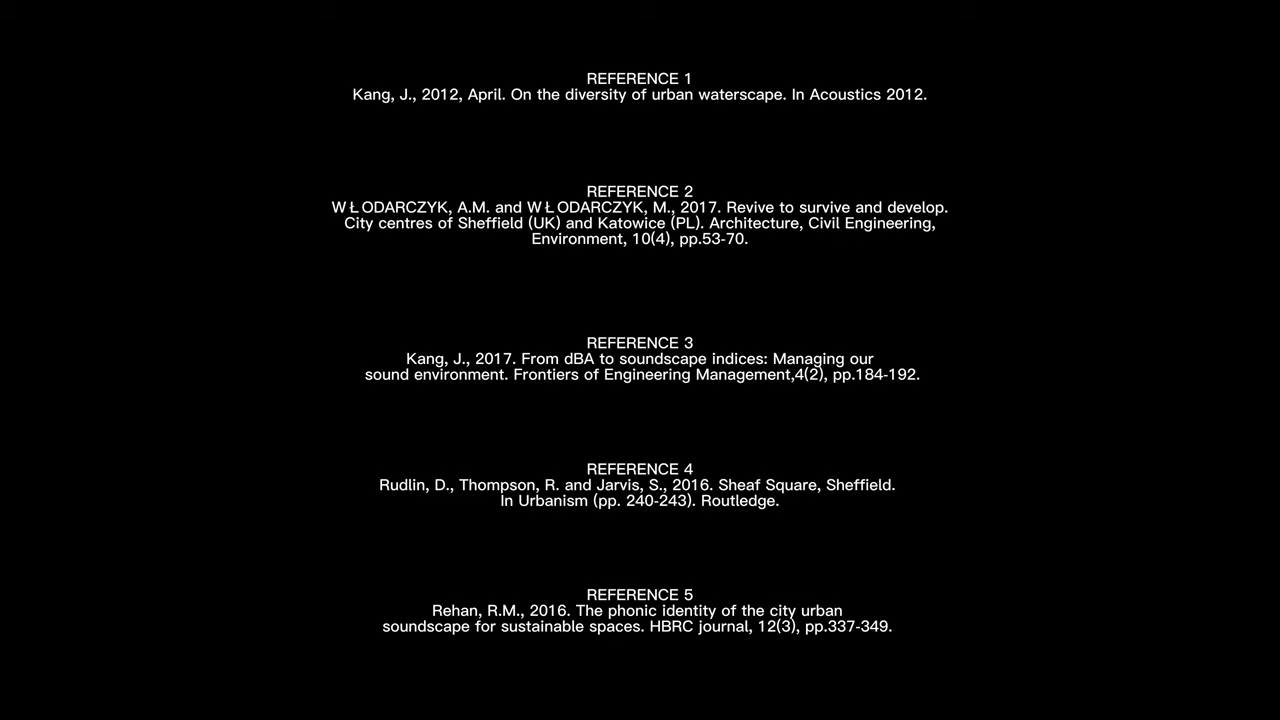 REFERENCE 1
Kang, J., 2012, April. On the diversity of urban waterscape. In Acoustics 2012.
REFERENCE 2
WŁODARCZYK, A.M. and WŁODARCZYK, M., 2017. Revive to survive and develop.
City centres of Sheffield (UK) and Katowice (PL). Architecture, Civil Engineering,
Environment, 10(4), pp.53-70.
REFERENCE 3
Kang, J., 2017. From dBA to soundscape indices: Managing our
sound environment. Frontiers of Engineering Management,4(2), pp.184-192.
REFERENCE 4
Rudlin, D., Thompson, R. and Jarvis, S., 2016. Sheaf Square, Sheffield.
In Urbanism (pp. 240-243). Routledge.
REFERENCE 5
Rehan, R.M., 2016. The phonic identity of the city urban
soundscape for sustainable spaces. HBRC journal, 12(3), pp.337-349.